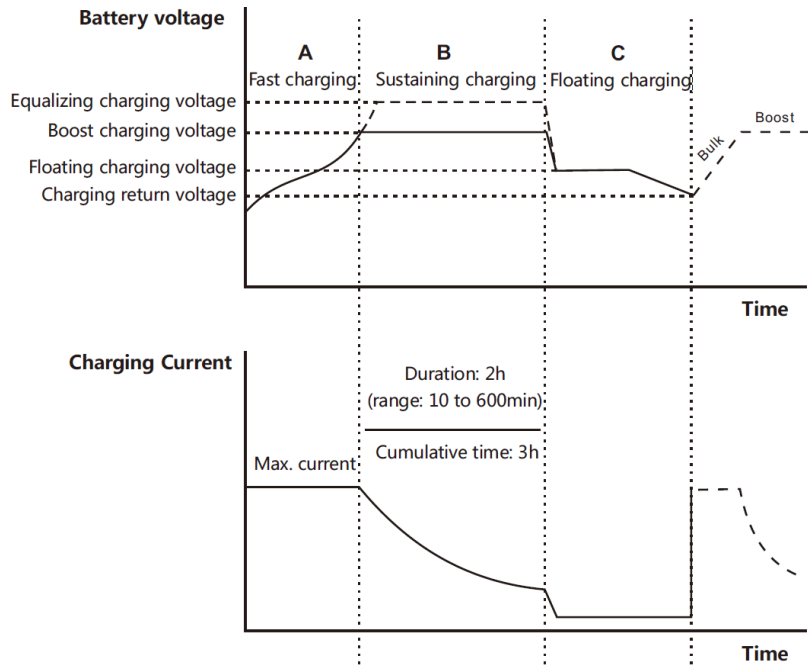 Battery voltage
A
B
C
Fast charging
Sustaining charging
Floating charging
Equalizing charging voltage
Boost charging voltage
Floating charging voltage
Charging return voltage
Bulk
Boost
Time
Charging Current
Duration: 2h
(range: 10 to 600min)
Cumulative time: 3h
Max. current
Time